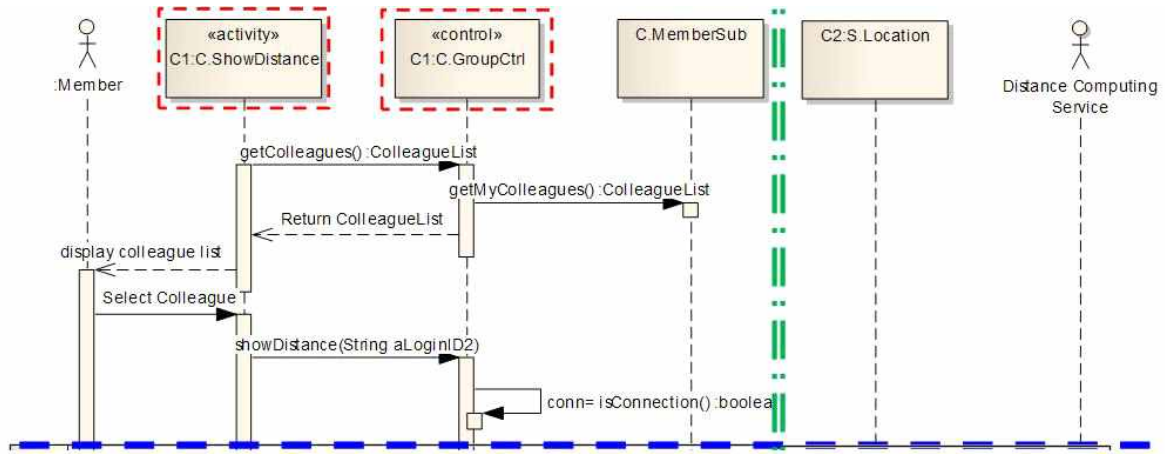 «activity»
C1:C.ShowDistance
«control»
C1:C.GroupCtrl
C.MemberSub
C2:S.Location
:Member
Distance Computing
Service
getColleagues() :ColleagueList
getMyColleagues() :ColleagueList
Return ColleagueList
display colleague list
Select Colleague
showDistance(String aLoginID2)
conn= isConnection() :boolea